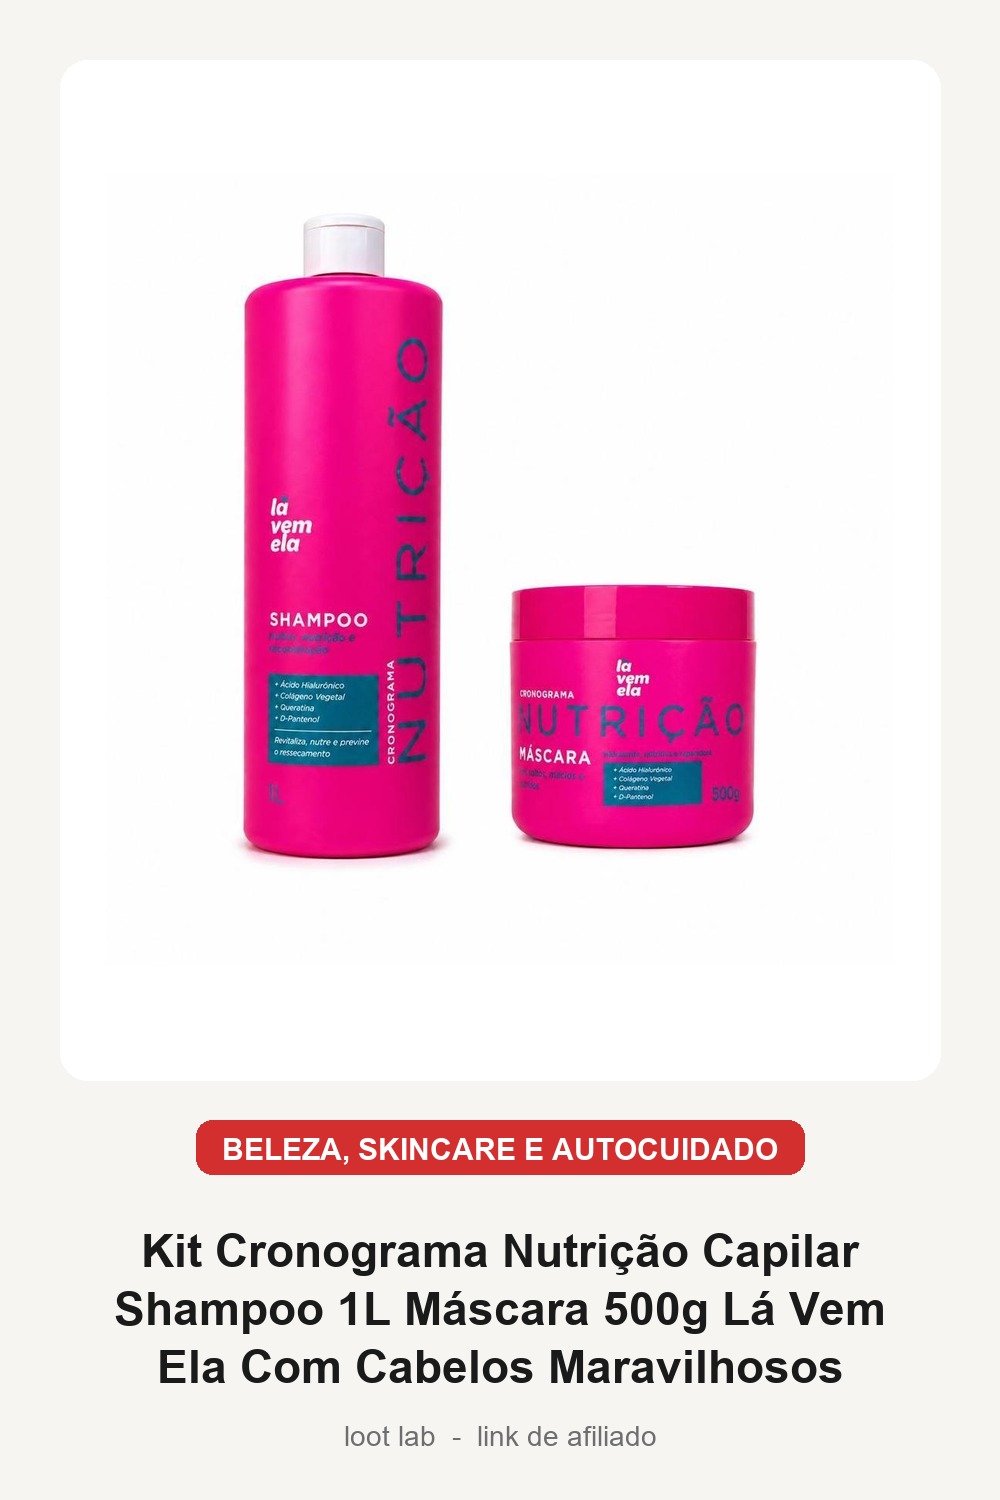 lá
vem
ela
SHAMPOO
+ Ácido Hialurônico
+ Colágeno Vegetal
+ Queratina
+ D-Pantenol
Revitaliza, nutre e previne
o ressecamento
CRONOGRAMA
NUTRIÇÃO
1L
lá
vem
ela
CRONOGRAMA
NUTRIÇÃO
MÁSCARA
+ Ácido Hialurônico
+ Colágeno Vegetal
+ Queratina
+ D-Pantenol
500g
BELEZA, SKINCARE E AUTOCUIDADO
Kit Cronograma Nutrição Capilar
Shampoo 1L Máscara 500g Lá Vem
Ela Com Cabelos Maravilhosos
loot lab - link de afiliado